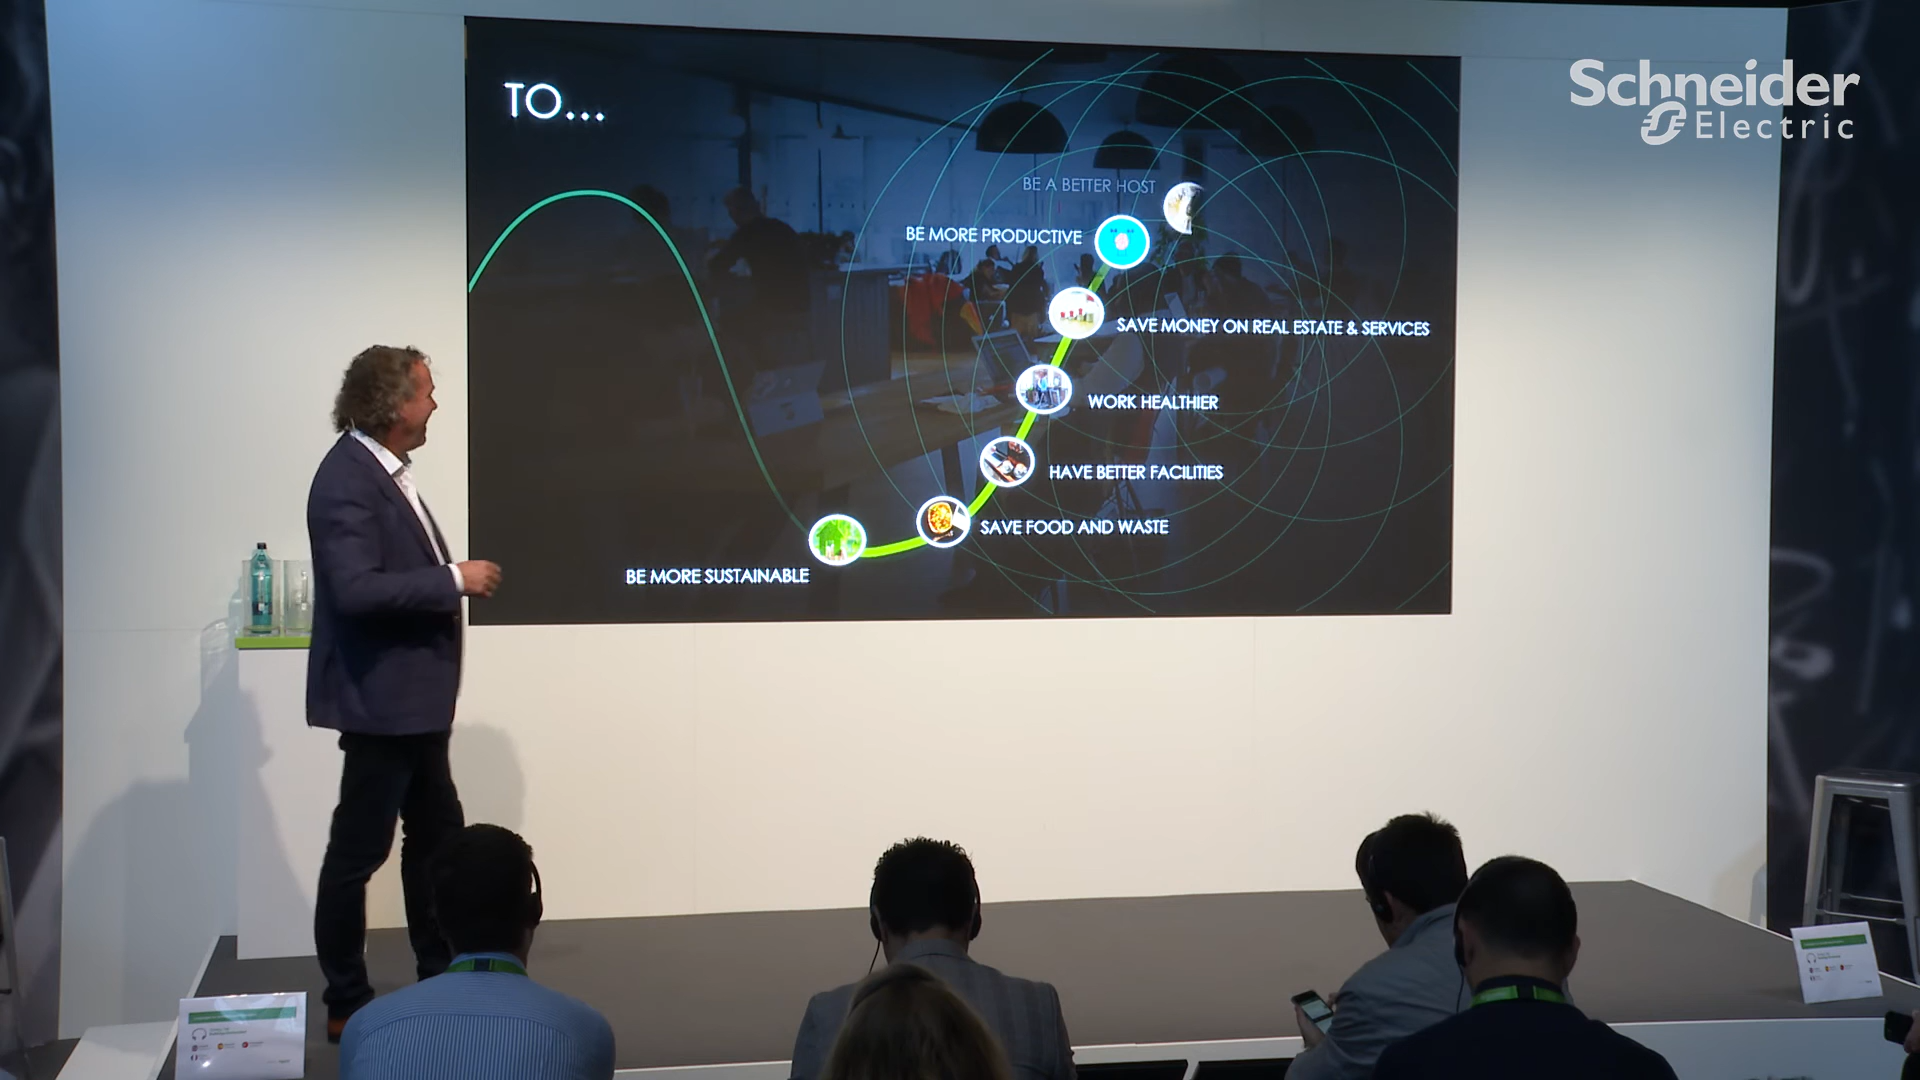 TO...
Schneider
Electric
BE A BETTER HOST
BE MORE PRODUCTIVE
SAVE MONEY ON REAL ESTATE & SERVICES
WORK HEALTHIER
HAVE BETTER FACILITIES
SAVE FOOD AND WASTE
BE MORE SUSTAINABLE